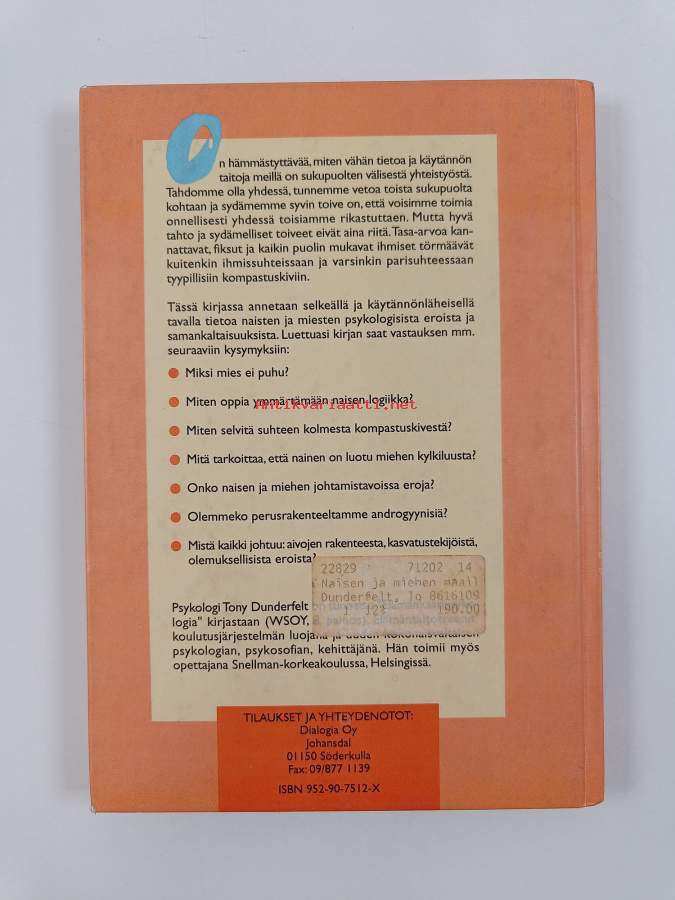 On hämmästyttävää, miten vähän tietoa ja käytännön
taitoja meillä on sukupuolten välisestä yhteistyöstä.
Tahdomme olla yhdessä, tunnemme vetoa toista sukupuolta
kohtaan ja sydämemme syvin toive on, että voisimme toimia
onnellisesti yhdessä toisiamme rikastuttaen. Mutta hyvä
tahto ja sydämelliset toiveet eivät aina riitä. Tasa-arvoa kan-
nattavat, fiksut ja kaikin puolin mukavat ihmiset törmäävät
kuitenkin ihmissuhteissaan ja varsinkin parisuhteessaan
tyypillisiin kompastuskiviin.
Tässä kirjassa annetaan selkeällä ja käytännönläheisellä
tavalla tietoa naisten ja miesten psykologisista eroista ja
samankaltaisuuksista. Luettuasi kirjan saat vastauksen mm.
seuraaviin kysymyksiin:
Miksi mies ei puhu?
Miten oppia ymmärtämään naisen logiikka?
Antikvariaatti.net
Miten selvitä suhteen kolmesta kompastuskivestä?
Mitä tarkoittaa, että nainen on luotu miehen kylkiluusta?
Onko naisen ja miehen johtamistavoissa eroja?
Olemmeko perusrakenteeltamme androgyynisiä?
Mistä kaikki johtuu: aivojen rakenteesta, kasvatustekijöistä,
olemuksellisista eroista?
22829 71202 14
Naisen ja miehen maail
Dunderfelt, To 8616109
1 12% 190.00
Psykologi Tony Dunderfelt
logia" kirjastaan (WSOY,
koulutusjärjestelmän luojana ja uuden kokonaisvaltaisen
psykologian, psykosofian, kehittäjänä. Hän toimii myös
opettajana Snellman-korkeakoulussa, Helsingissä.
TILAUKSET JA YHTEYDENOTOT:
Dialogia Oy
Johansdal
01150 Söderkulla
Fax: 09/877 1139
ISBN 952-90-7512-X